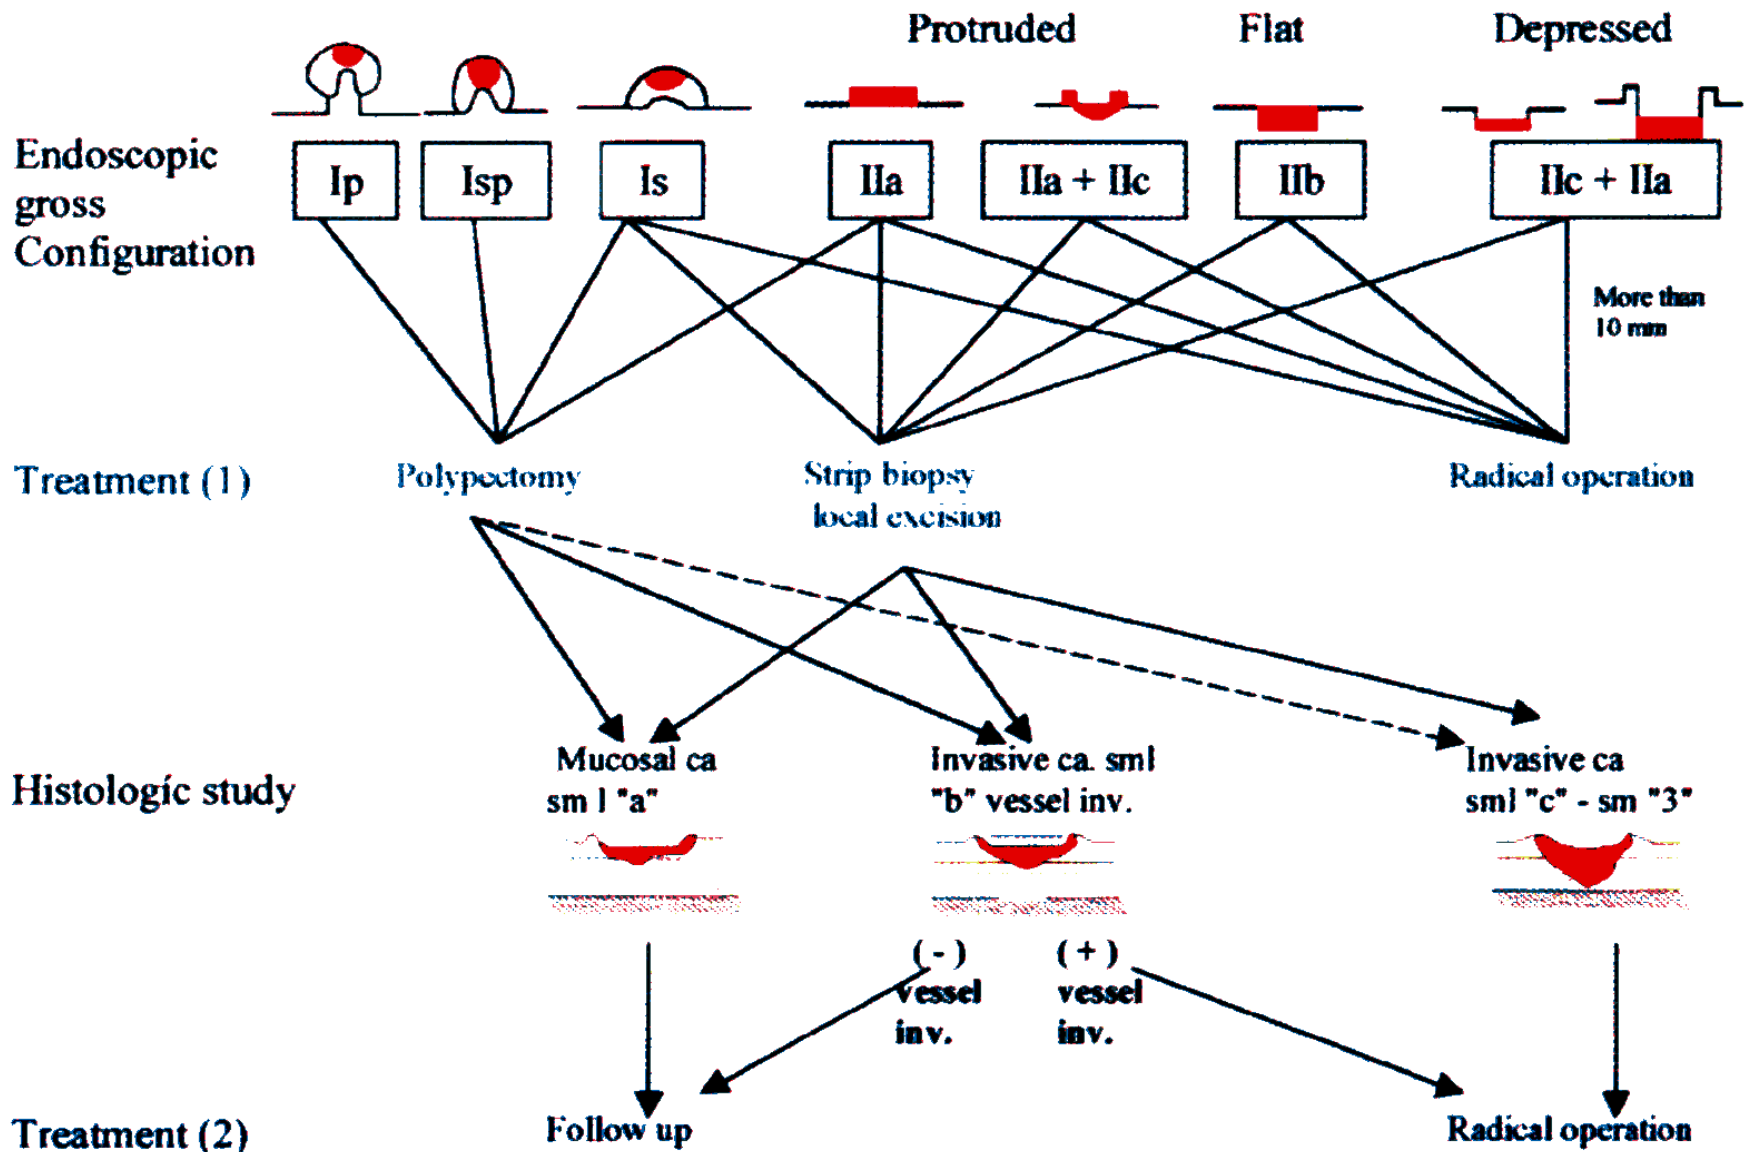 Protruded Flat Depressed
Endoscopic
gross
Configuration
Ip Isp Is IIa IIa + IIc IIb IIc + IIa
More than
10 mm
Treatment (1)
Polypectomy
Strip biopsy
local excision
Radical operation
Histologic study
Mucosal ca
sm l "a"
Invasive ca. sml
"b" vessel inv.
Invasive ca
sml "c" - sm "3"
( - )
vessel
inv.
( + )
vessel
inv.
Treatment (2)
Follow up
Radical operation